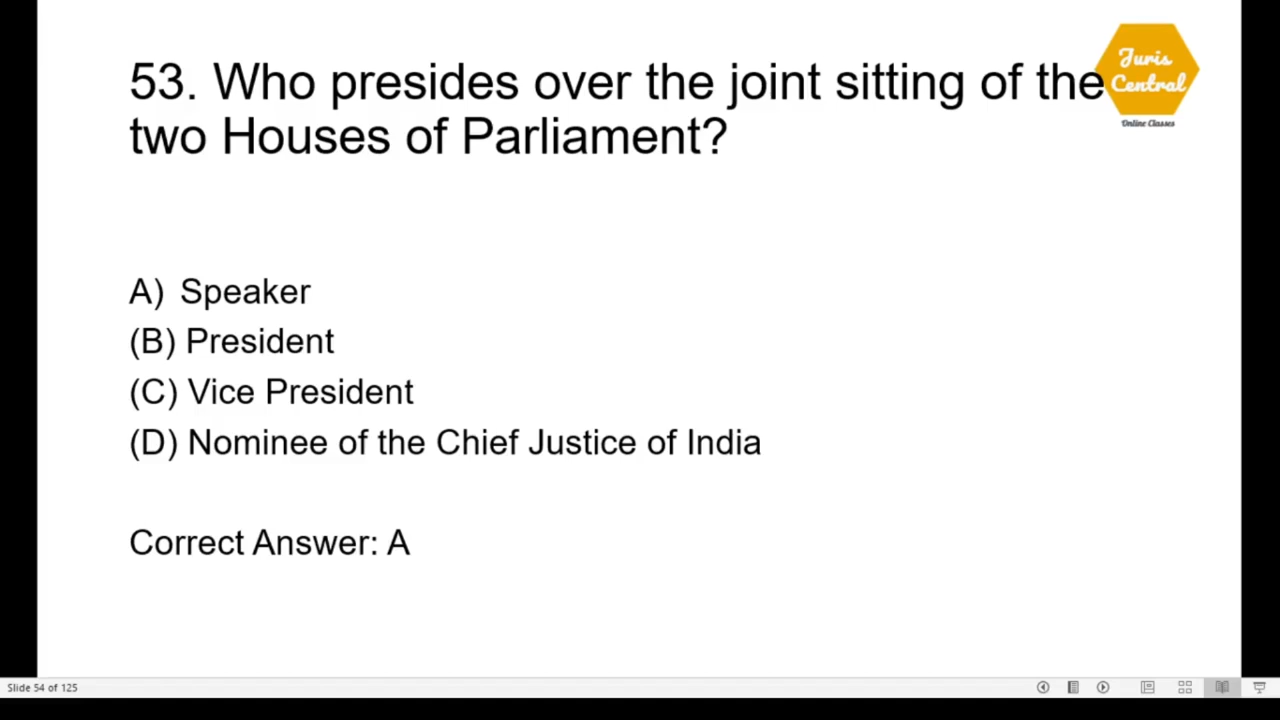 53. Who presides over the joint sitting of the
two Houses of Parliament?
Juris
Central
Online Classes
A) Speaker
(B) President
(C) Vice President
(D) Nominee of the Chief Justice of India
Correct Answer: A
Slide 54 of 125